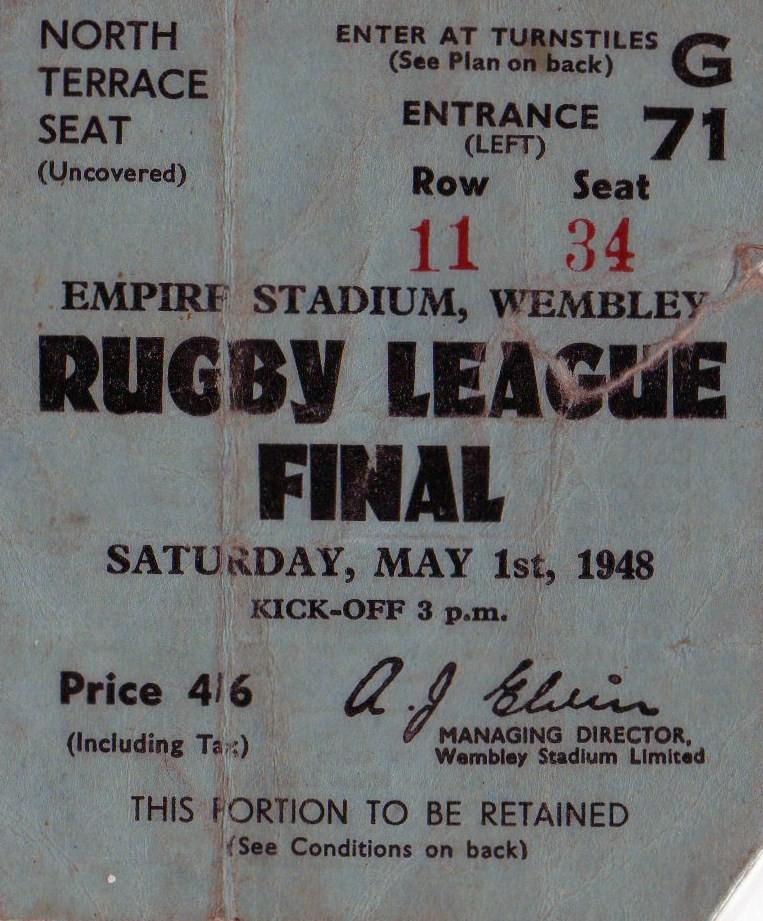 NORTH
TERRACE
SEAT
(Uncovered)
ENTER AT TURNSTILES G
(See Plan on back)
ENTRANCE 71
(LEFT)
Row Seat
11 34
EMPIRE STADIUM, WEMBLEY
RUGBY LEAGUE
FINAL
SATURDAY, MAY 1st, 1948
KICK-OFF 3 p.m.
Price 4/6
(Including Tax)
A. J Elvin
MANAGING DIRECTOR,
Wembley Stadium Limited
THIS PORTION TO BE RETAINED
(See Conditions on back)